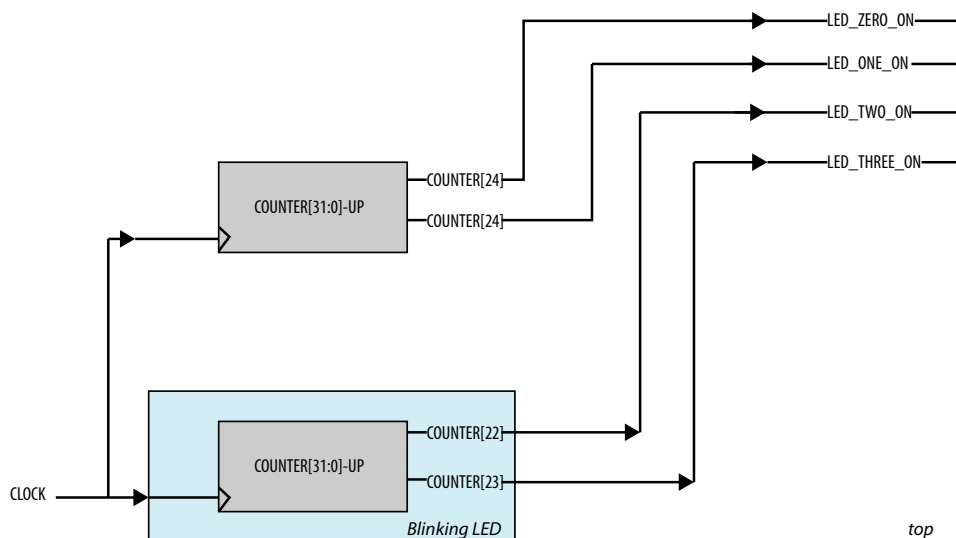 LED_ZERO_ON
LED_ONE_ON
LED_TWO_ON
LED_THREE_ON
COUNTER[31:0]-UP
COUNTER[24]
COUNTER[24]
COUNTER[31:0]-UP
COUNTER[22]
COUNTER[23]
CLOCK
Blinking LED
top